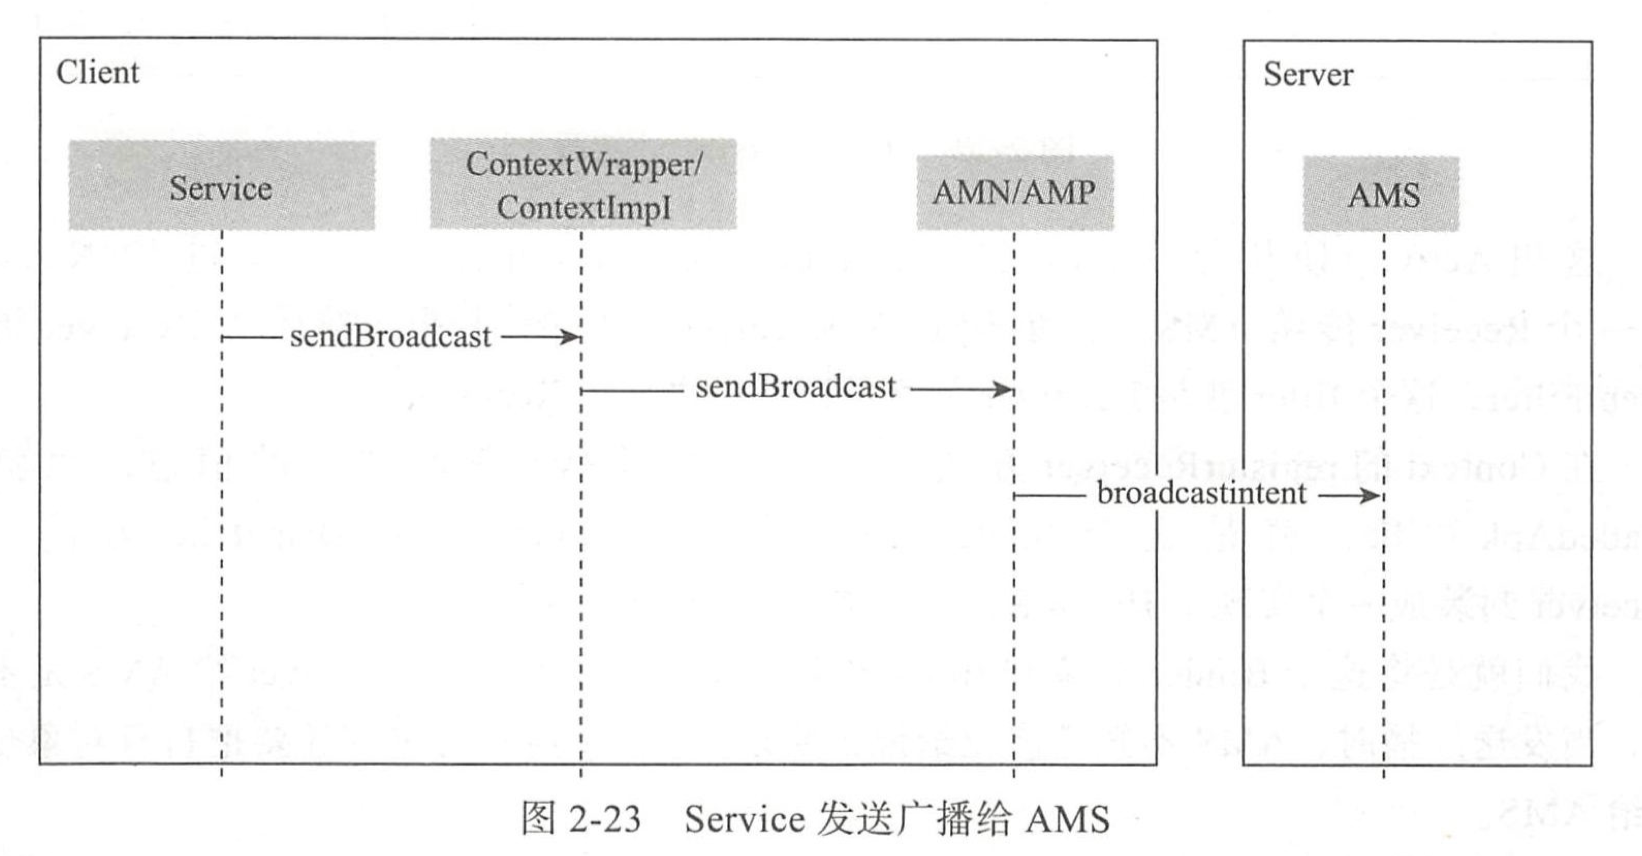 Client
Server
Service
ContextWrapper/
ContextImpl
AMN/AMP
AMS
sendBroadcast
sendBroadcast
broadcastintent
图 2-23 Service 发送广播给 AMS